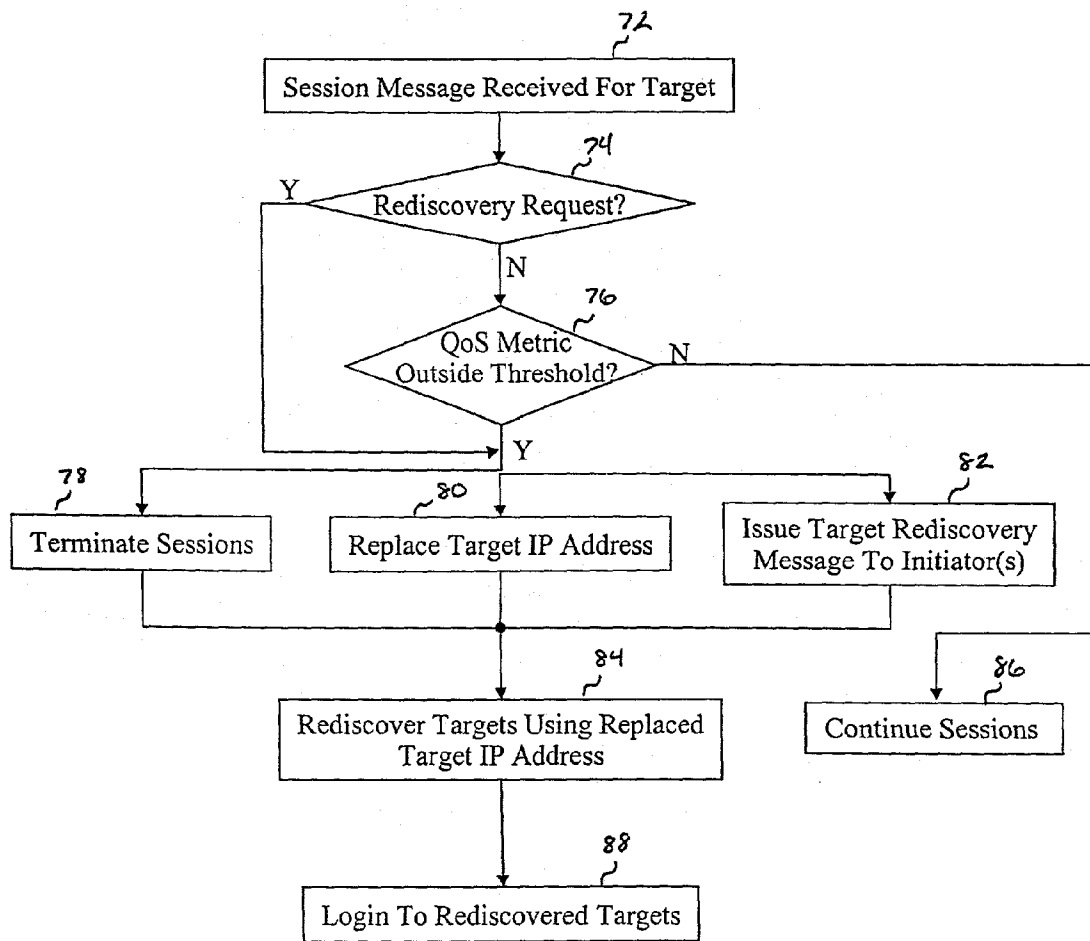 72
Session Message Received For Target
74
Y
Rediscovery Request?
N
76
QoS Metric
Outside Threshold?
N
Y
78
Terminate Sessions
80
Replace Target IP Address
82
Issue Target Rediscovery
Message To Initiator(s)
84
Rediscover Targets Using Replaced
Target IP Address
86
Continue Sessions
88
Login To Rediscovered Targets